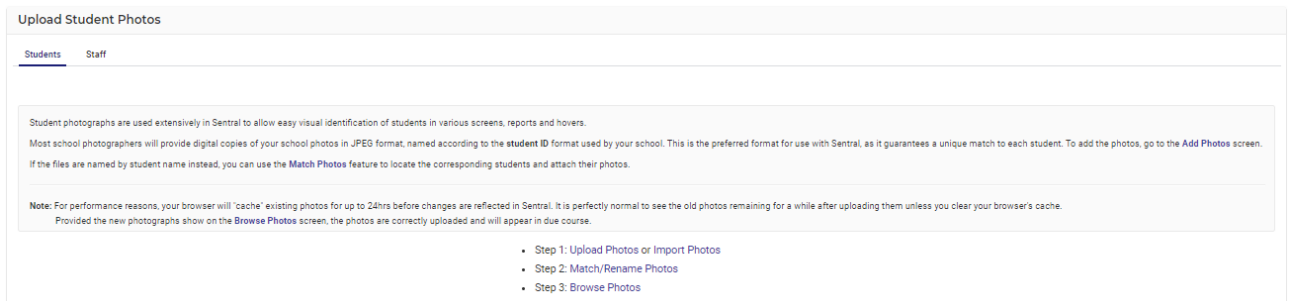 Upload Student Photos
Students Staff
Student photographs are used extensively in Sentral to allow easy visual identification of students in various screens, reports and hovers.
Most school photographers will provide digital copies of your school photos in JPEG format, named according to the student ID format used by your school. This is the preferred format for use with Sentral, as it guarantees a unique match to each student. To add the photos, go to the Add Photos screen.
If the files are named by student name instead, you can use the Match Photos feature to locate the corresponding students and attach their photos.
Note: For performance reasons, your browser will "cache" existing photos for up to 24hrs before changes are reflected in Sentral. It is perfectly normal to see the old photos remaining for a while after uploading them unless you clear your browser's cache.
Provided the new photographs show on the Browse Photos screen, the photos are correctly uploaded and will appear in due course.
• Step 1: Upload Photos or Import Photos
• Step 2: Match/Rename Photos
• Step 3: Browse Photos